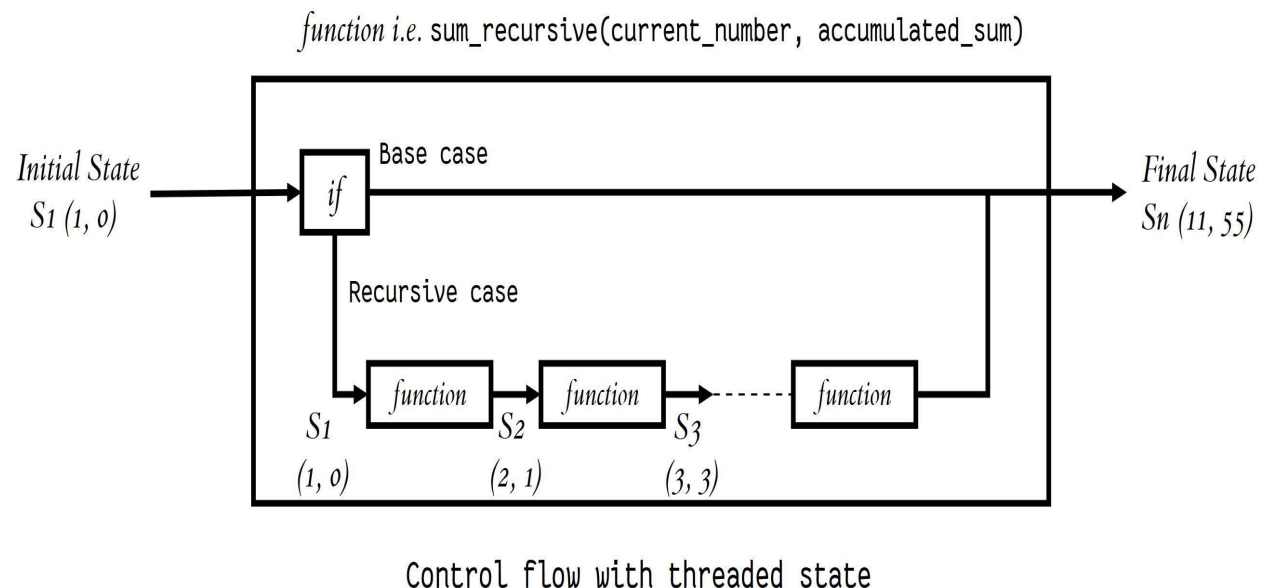 function i.e. sum_recursive(current_number, accumulated_sum)
Base case
Initial State
S1 (1, 0)
if
Final State
Sn (11, 55)
Recursive case
function
function
function
S1
S2
S3
(1, 0)
(2, 1)
(3, 3)
Control flow with threaded state